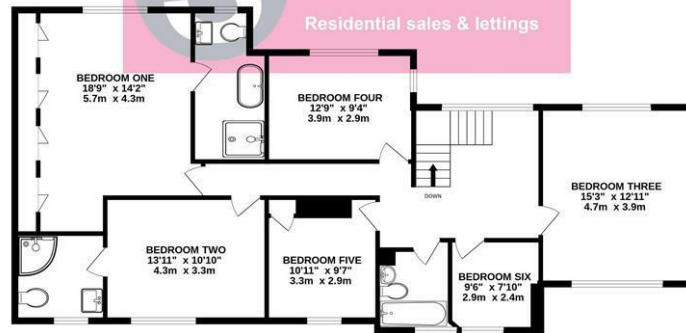 Residential sales & lettings
BEDROOM ONE
18'9" x 14'2"
5.7m x 4.3m
BEDROOM FOUR
12'9" x 9'4"
3.9m x 2.9m
DOWN
BEDROOM THREE
15'3" x 12'11"
4.7m x 3.9m
BEDROOM TWO
13'11" x 10'10"
4.3m x 3.3m
BEDROOM FIVE
10'11" x 9'7"
3.3m x 2.9m
BEDROOM SIX
9'6" x 7'10"
2.9m x 2.4m